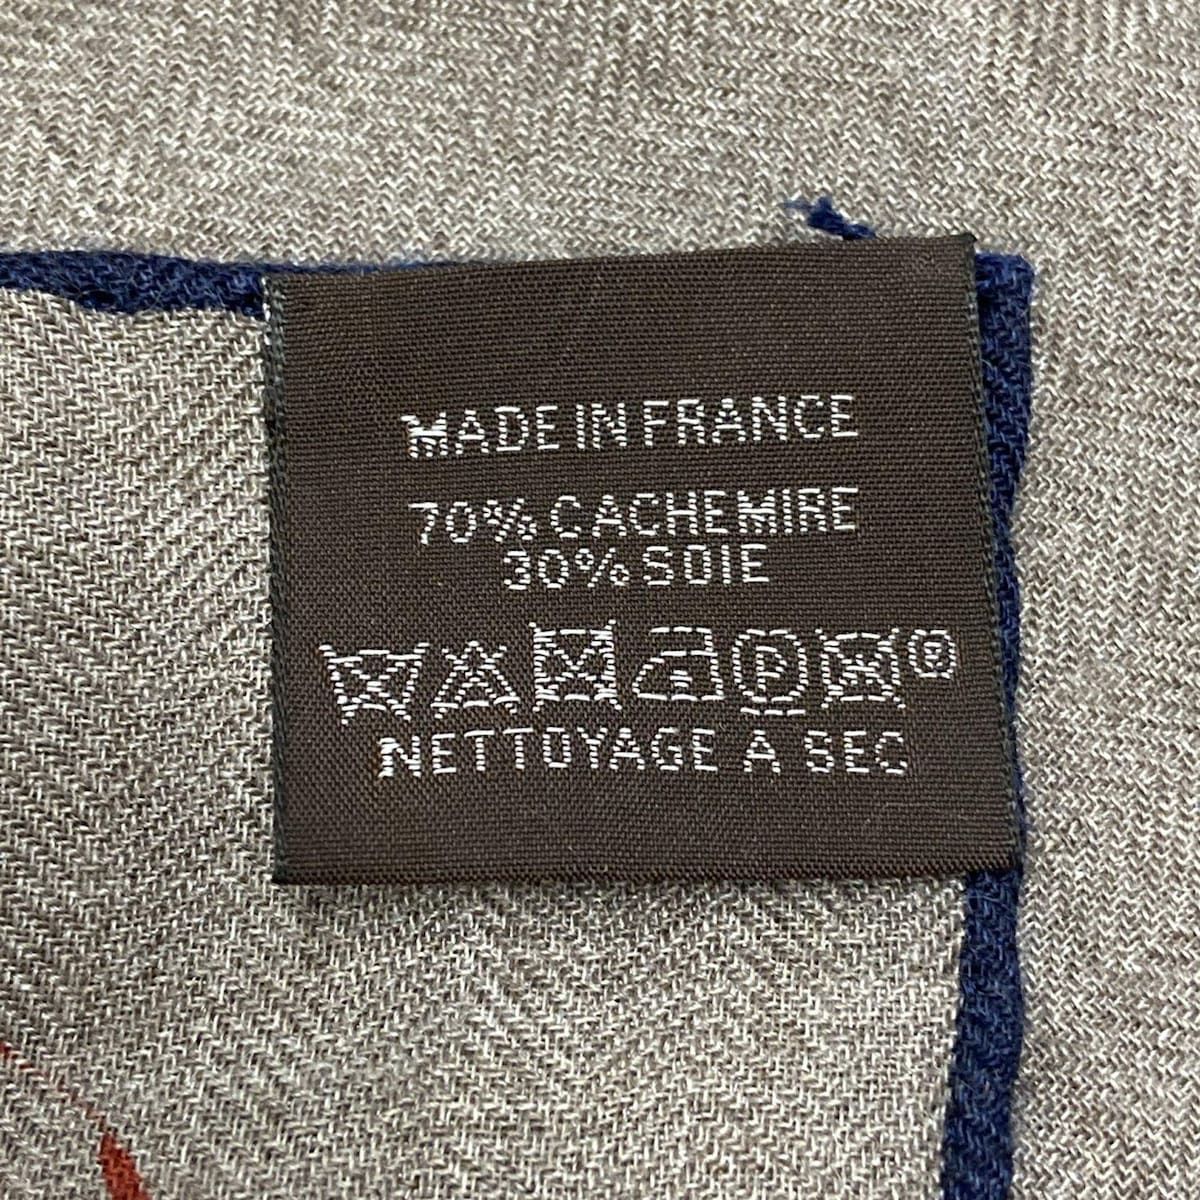 MADE IN FRANCE
70% CACHEMIRE
30% SOIE
P ®
NETTOYAGE A SEC